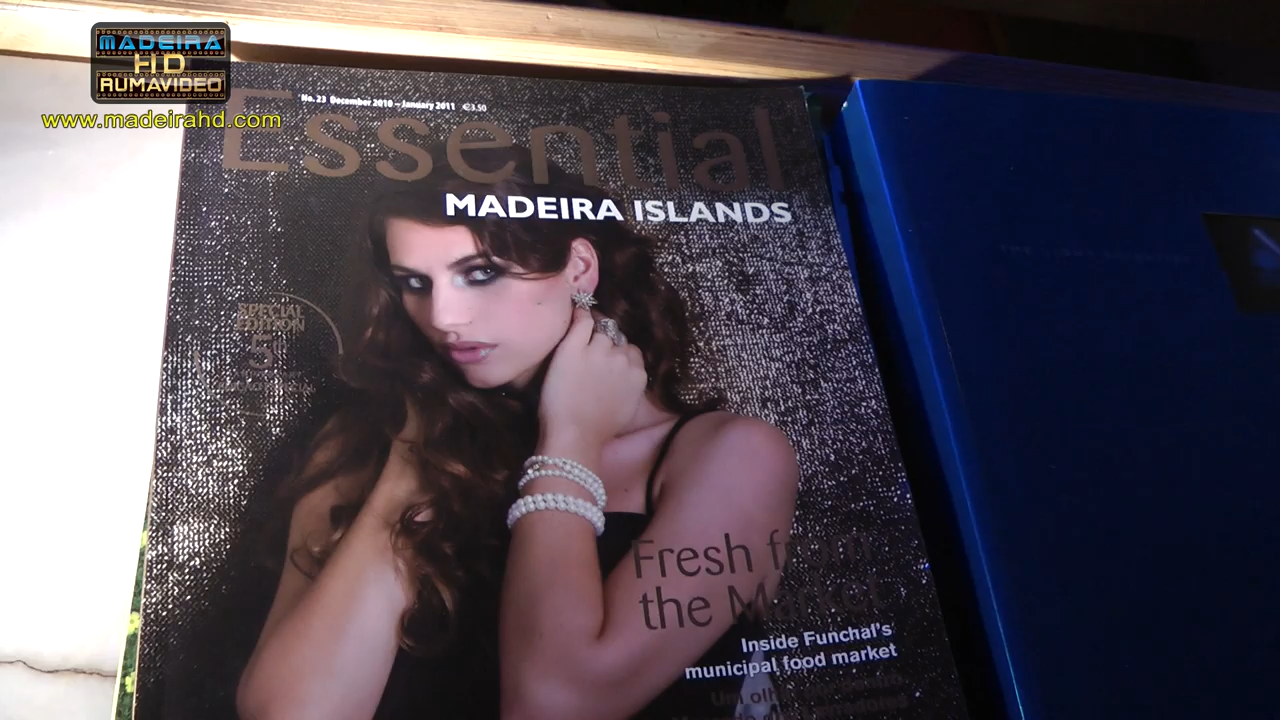 MADEIRA
HD
RUMAVIDEO
www.madeirahd.com
No. 23 December 2010 - January 2011 €3.50
Essential
MADEIRA ISLANDS
SPECIAL
EDITION
5
Fresh from
the Market
Inside Funchal's
municipal food market